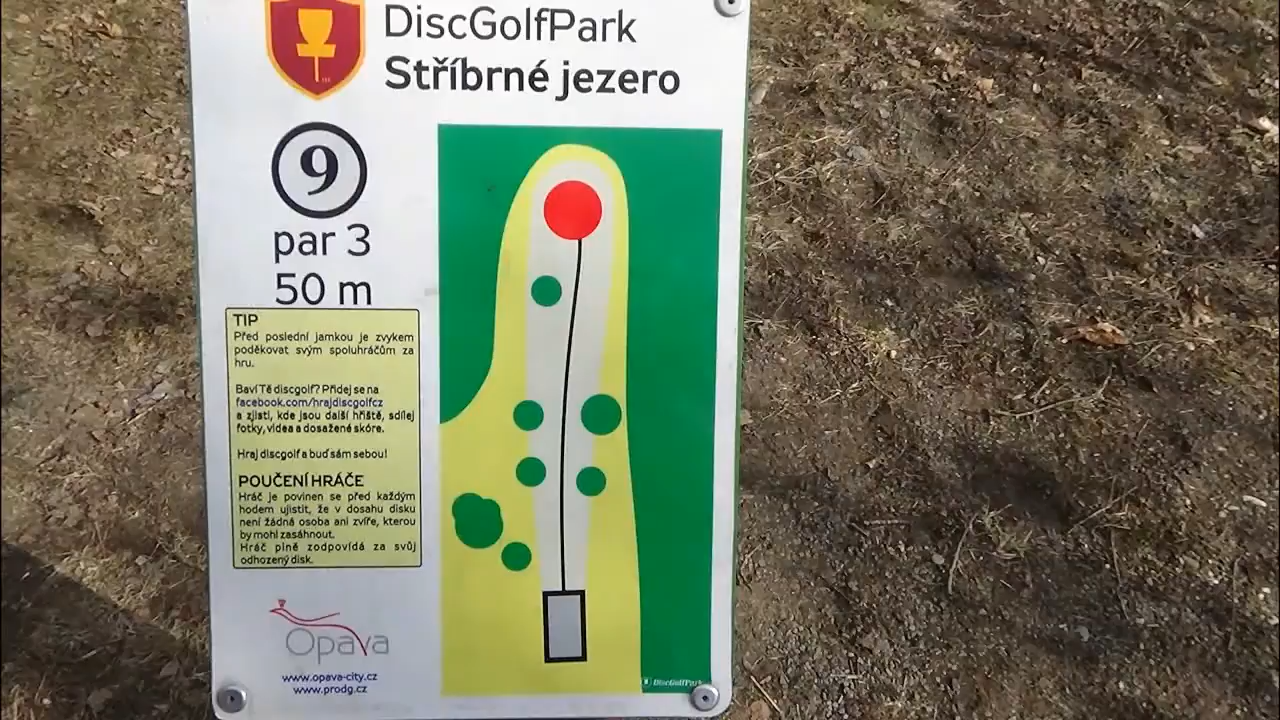 DiscGolfPark
Stříbrné jezero
9
par 3
50 m
TIP
Před poslední jamkou je zvykem
poděkovat svým spoluhráčům za
hru.
Baví Tě discgolf? Přidej se na
facebook.com/hrajdiscgolfcz
a zjisti, kde jsou další hřiště, sdílej
fotky, videa a dosažené skóre.
Hraj discgolf a buď sám sebou!
POUČENÍ HRÁČE
Hráč je povinen se před každým
hodem ujistit, že v dosahu disku
není žádná osoba ani zvíře, kterou
by mohl zasáhnout.
Hráč plně zodpovídá za svůj
odhozený disk.
Opava
www.opava-city.cz
www.prodg.cz
DiscGolfPark